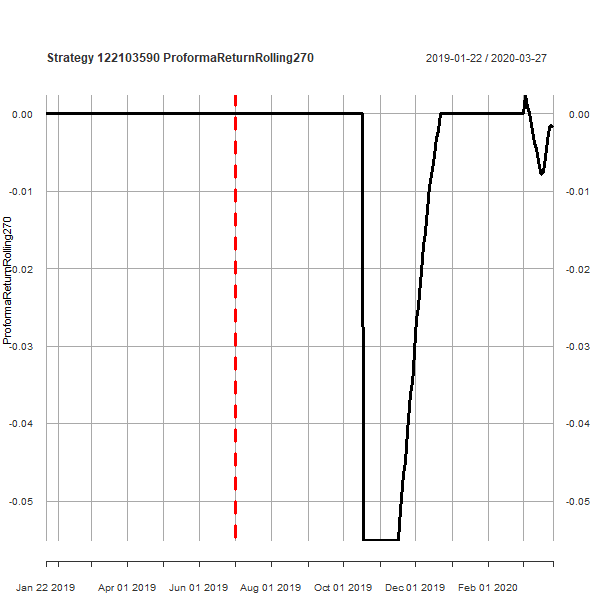 Strategy 122103590 ProformaReturnRolling270
2019-01-22 / 2020-03-27
0.00
0.00
-0.01
-0.01
-0.02
-0.02
-0.03
-0.03
-0.04
-0.04
-0.05
-0.05
ProformaReturnRolling270
Jan 22 2019
Apr 01 2019
Jun 01 2019
Aug 01 2019
Oct 01 2019
Dec 01 2019
Feb 01 2020